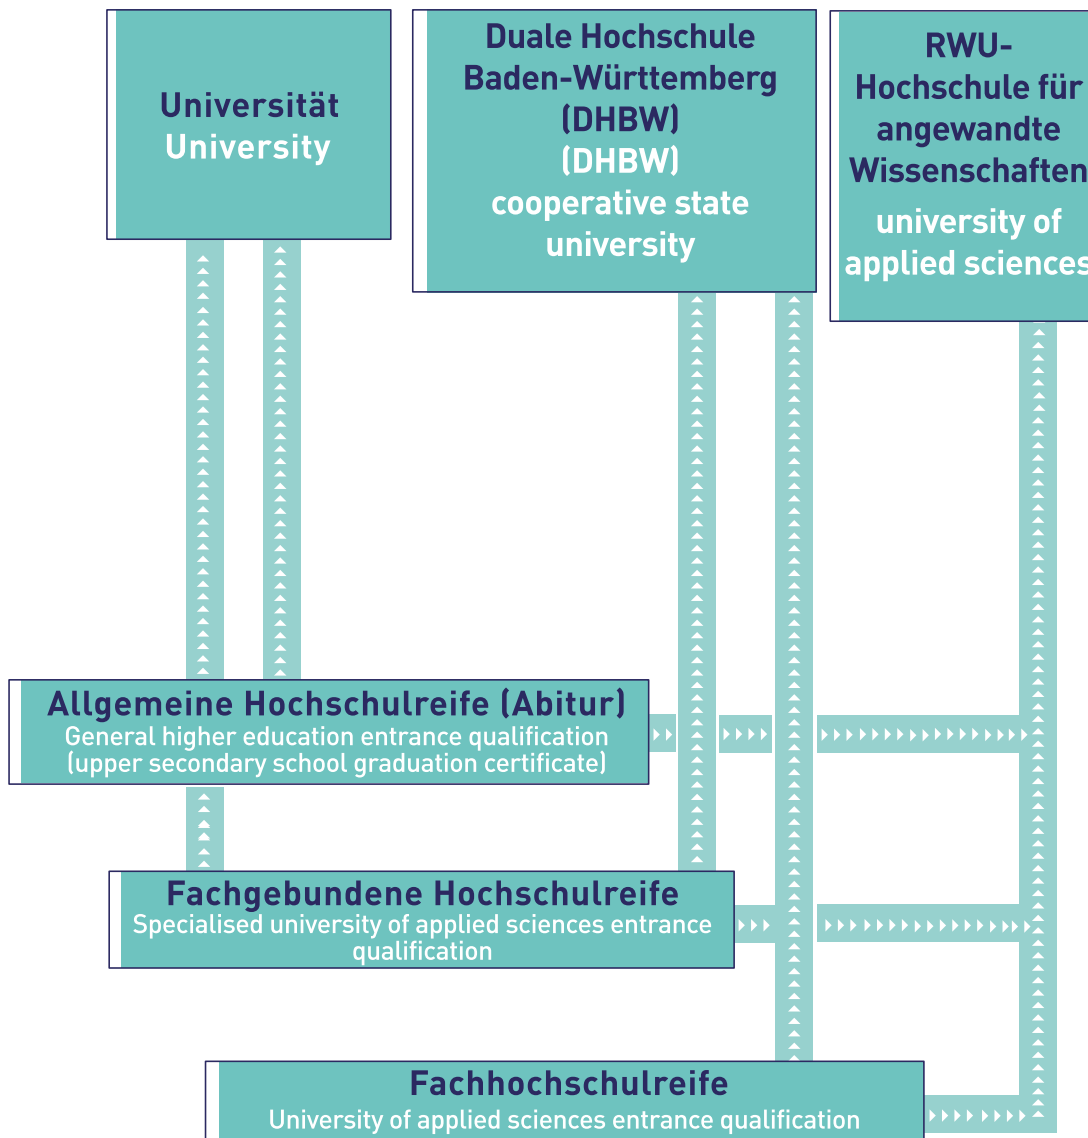 Universität
University
Duale Hochschule
Baden-Württemberg
(DHBW)
(DHBW)
cooperative state
university
RWU-
Hochschule für
angewandte
Wissenschaften
university of
applied sciences
Allgemeine Hochschulreife (Abitur)
General higher education entrance qualification
(upper secondary school graduation certificate)
Fachgebundene Hochschulreife
Specialised university of applied sciences entrance
qualification
Fachhochschulreife
University of applied sciences entrance qualification